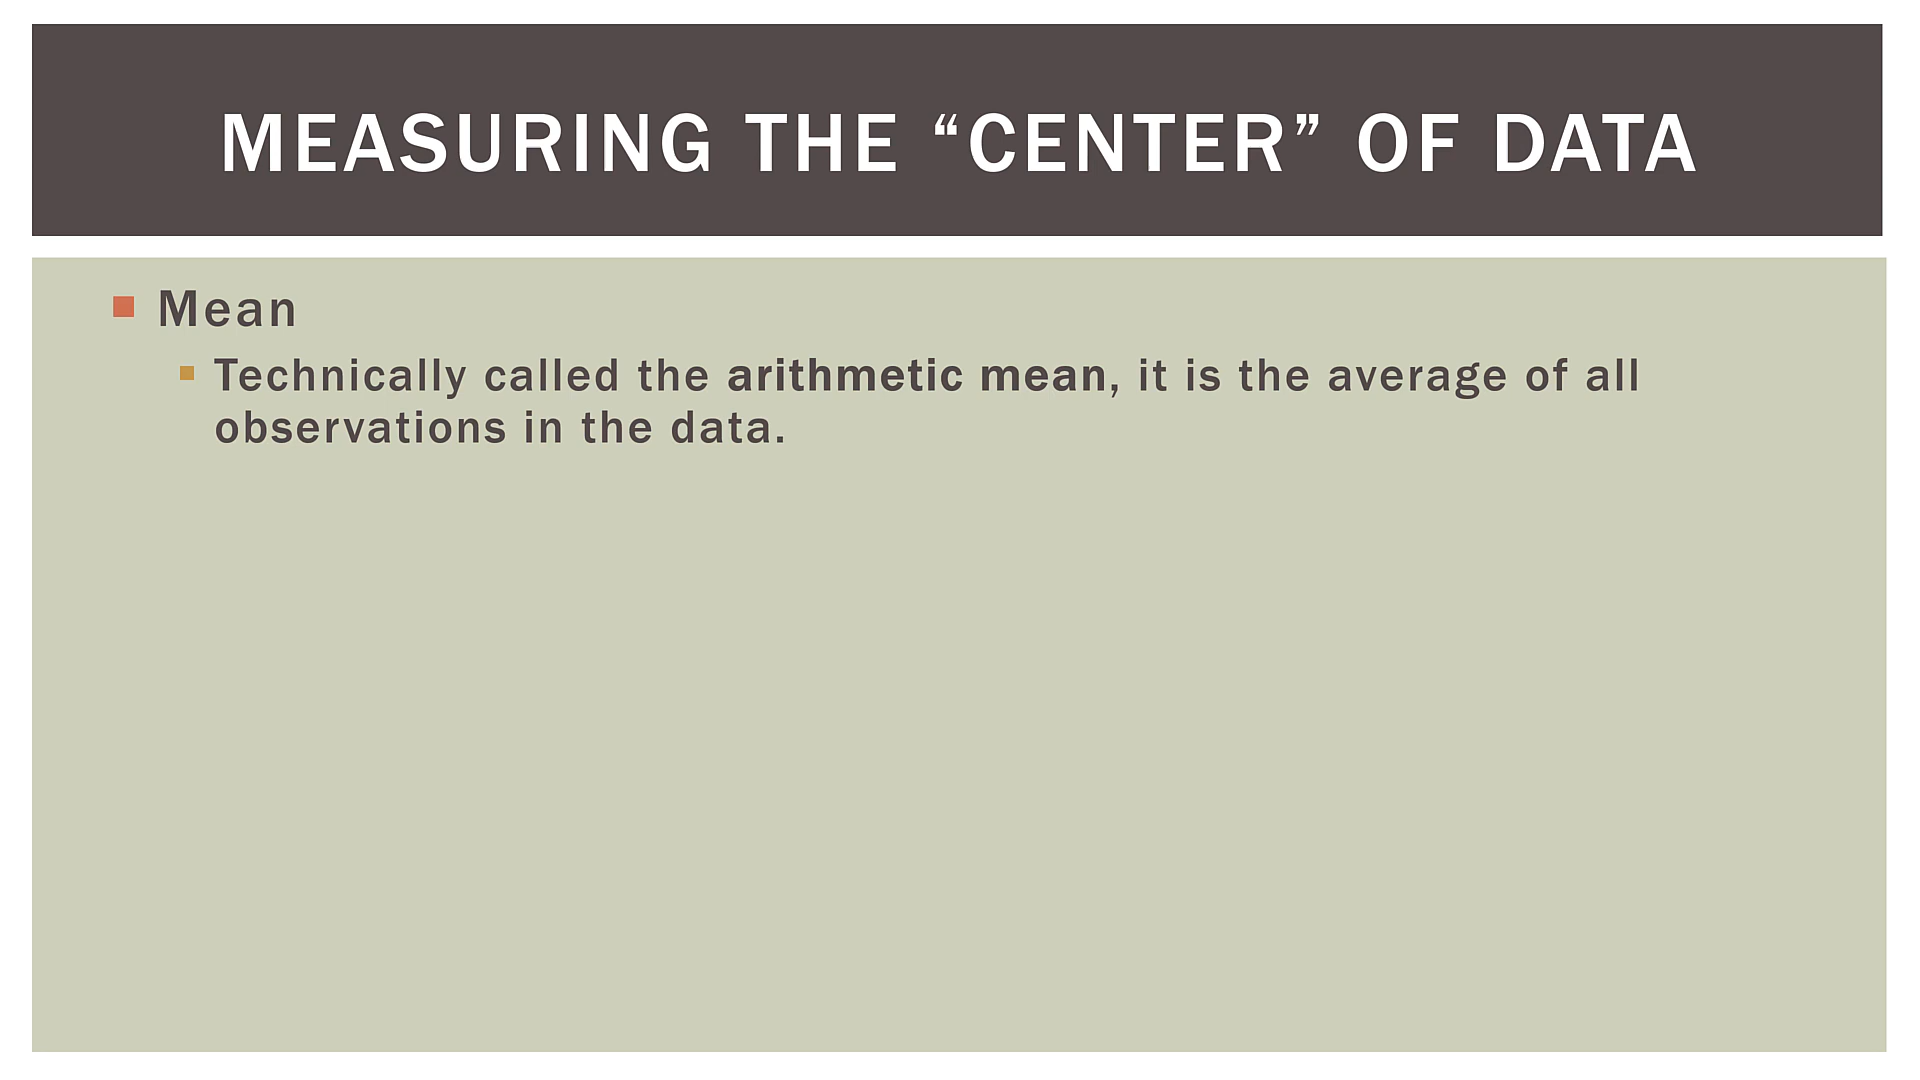 MEASURING THE “CENTER” OF DATA
Mean
Technically called the arithmetic mean, it is the average of all
observations in the data.